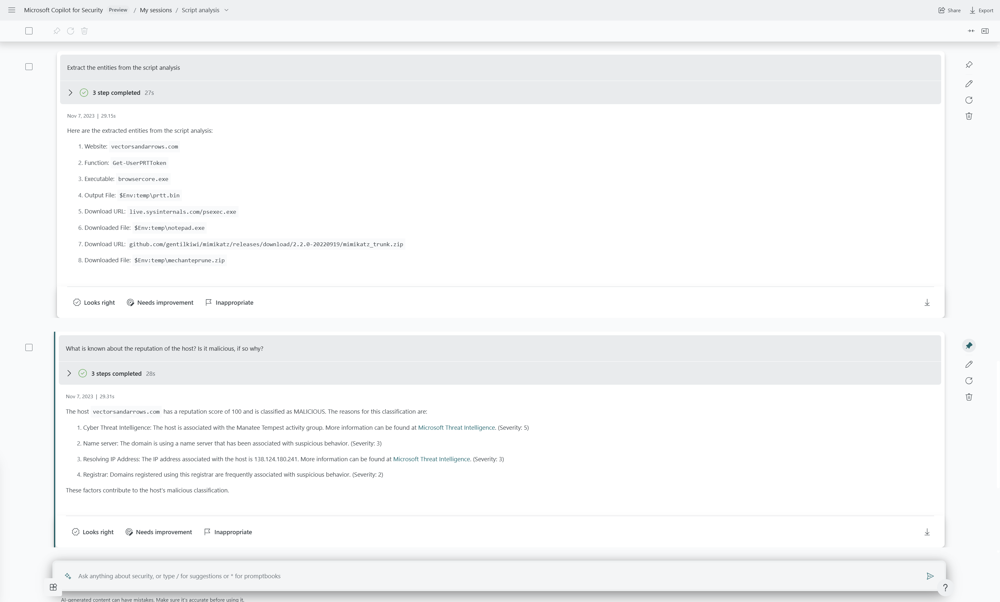 Microsoft Copilot for Security Preview / My sessions / Script analysis
Share Export
Extract the entities from the script analysis
3 step completed 27s
Nov 7, 2023 | 29.15s
Here are the extracted entities from the script analysis:
1. Website: vectorsandarrows.com
2. Function: Get-UserPRTToken
3. Executable: browsercore.exe
4. Output File: $Env:temp\prtt.bin
5. Download URL: live.sysinternals.com/psexec.exe
6. Downloaded File: $Env:temp\notepad.exe
7. Download URL: github.com/gentilkiwi/mimikatz/releases/download/2.2.0-20220919/mimikatz_trunk.zip
8. Downloaded File: $Env:temp\mechanteprune.zip
Looks right Needs improvement Inappropriate
What is known about the reputation of the host? Is it malicious, if so why?
3 steps completed 28s
Nov 7, 2023 | 29.31s
The host vectorsandarrows.com has a reputation score of 100 and is classified as MALICIOUS. The reasons for this classification are:
1. Cyber Threat Intelligence: The host is associated with the Manatee Tempest activity group. More information can be found at Microsoft Threat Intelligence. (Severity: 5)
2. Name server: The domain is using a name server that has been associated with suspicious behavior. (Severity: 3)
3. Resolving IP Address: The IP address associated with the host is 138.124.180.241. More information can be found at Microsoft Threat Intelligence. (Severity: 3)
4. Registrar: Domains registered using this registrar are frequently associated with suspicious behavior. (Severity: 2)
These factors contribute to the host's malicious classification.
Looks right Needs improvement Inappropriate
Ask anything about security, or type / for suggestions or * for promptbooks
?
AI-generated content can have mistakes. Make sure it's accurate before using it.